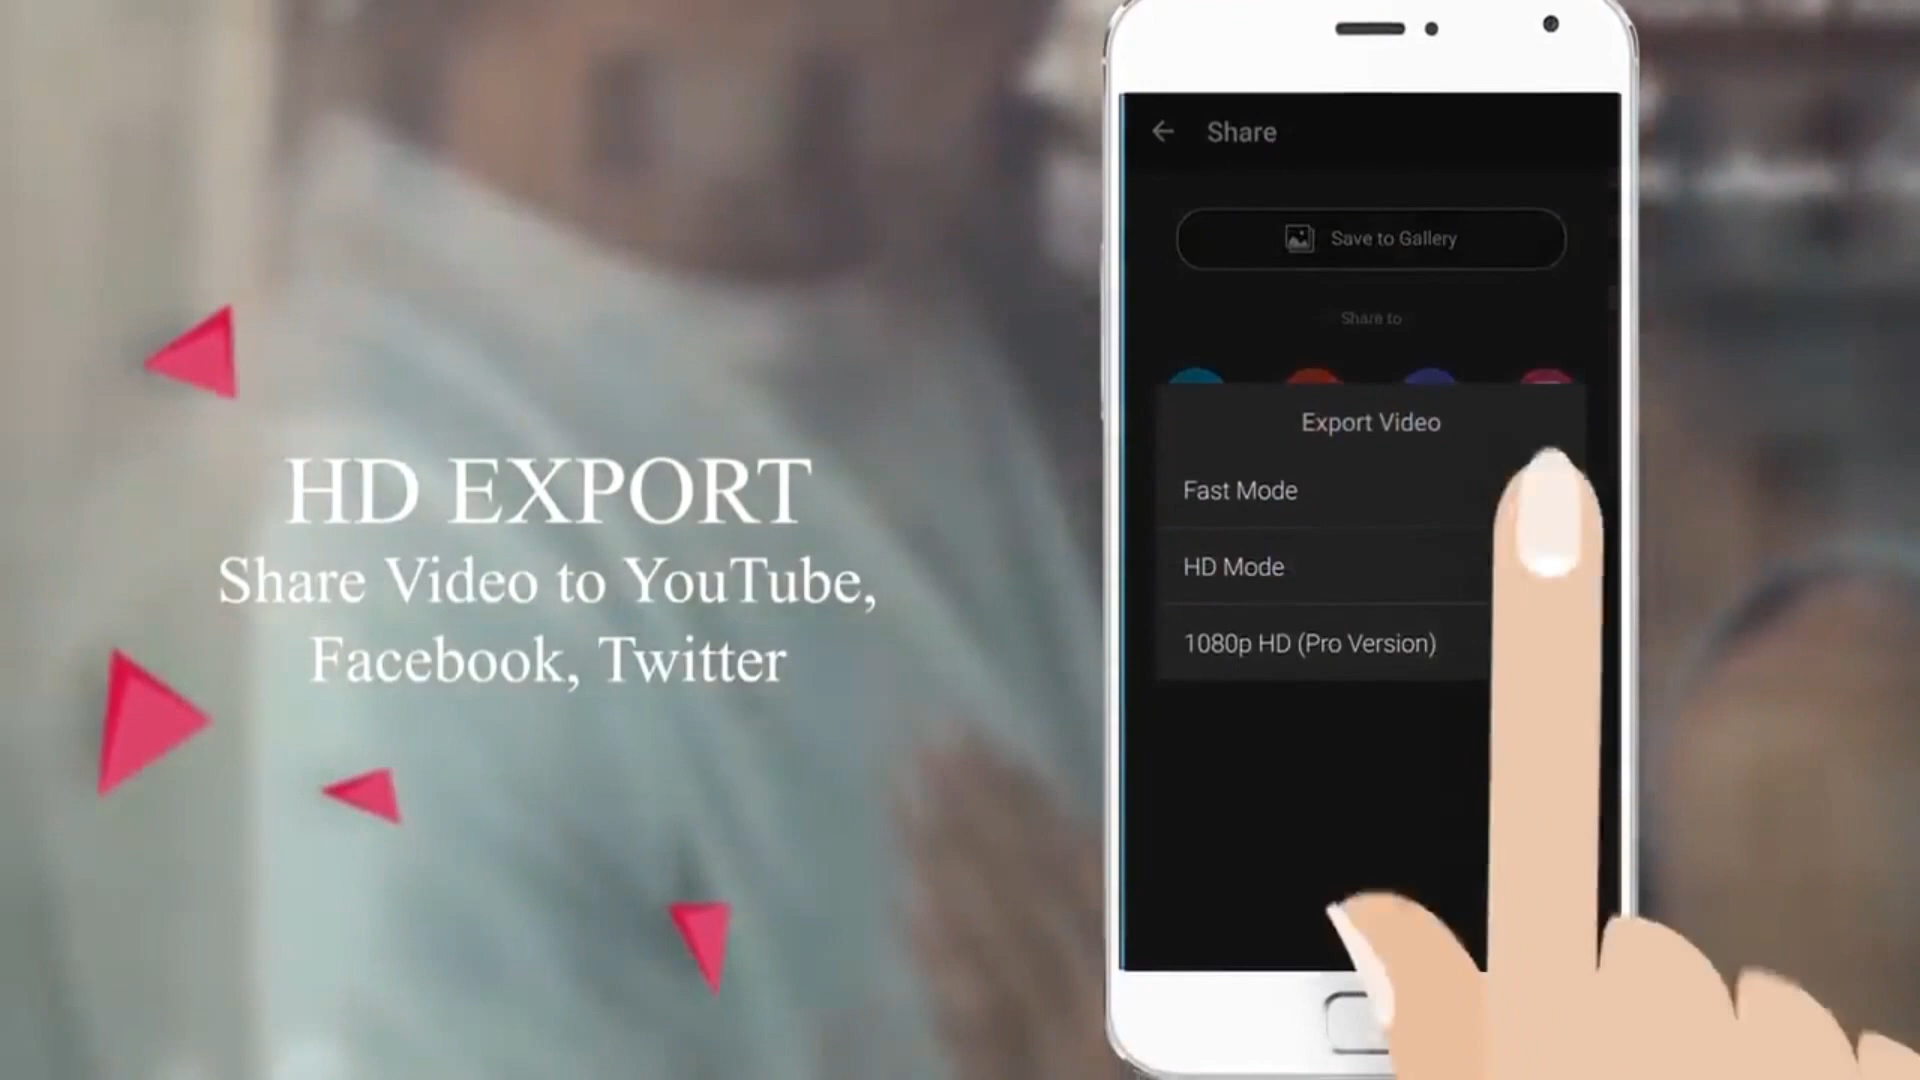 HD EXPORT
Share Video to YouTube,
Facebook, Twitter
Share
Save to Gallery
Share to
Export Video
Fast Mode
HD Mode
1080p HD (Pro Version)